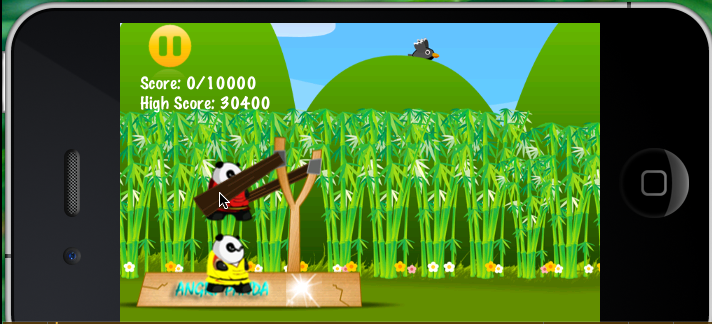 Score: 0/10000
High Score: 30400
ANGRY PANDA